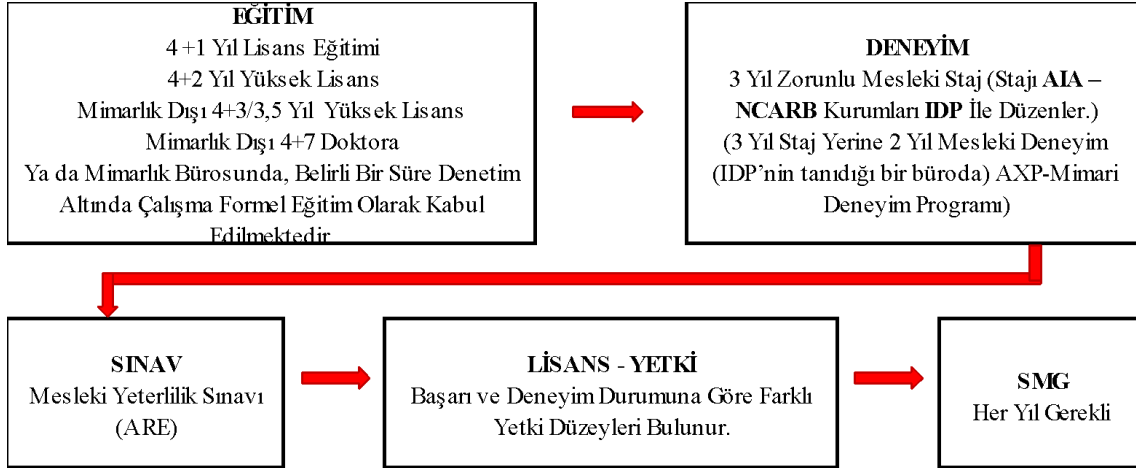 EĞİTİM
4 +1 Yıl Lisans Eğitimi
4+2 Yıl Yüksek Lisans
Mimarlık Dışı 4+3/3,5 Yıl Yüksek Lisans
Mimarlık Dışı 4+7 Doktora
Ya da Mimarlık Bürosunda, Belirli Bir Süre Denetim
Altında Çalışma Formel Eğitim Olarak Kabul
Edilmektedir
DENEYİM
3 Yıl Zorunlu Mesleki Staj (Stajı AIA –
NCARB Kurumları IDP İle Düzenler.)
(3 Yıl Staj Yerine 2 Yıl Mesleki Deneyim
(IDP’nin tanıdığı bir büroda) AXP-Mimari
Deneyim Programı)
SINAV
Mesleki Yeterlilik Sınavı
(ARE)
LİSANS - YETKİ
Başarı ve Deneyim Durumuna Göre Farklı
Yetki Düzeyleri Bulunur.
SMG
Her Yıl Gerekli